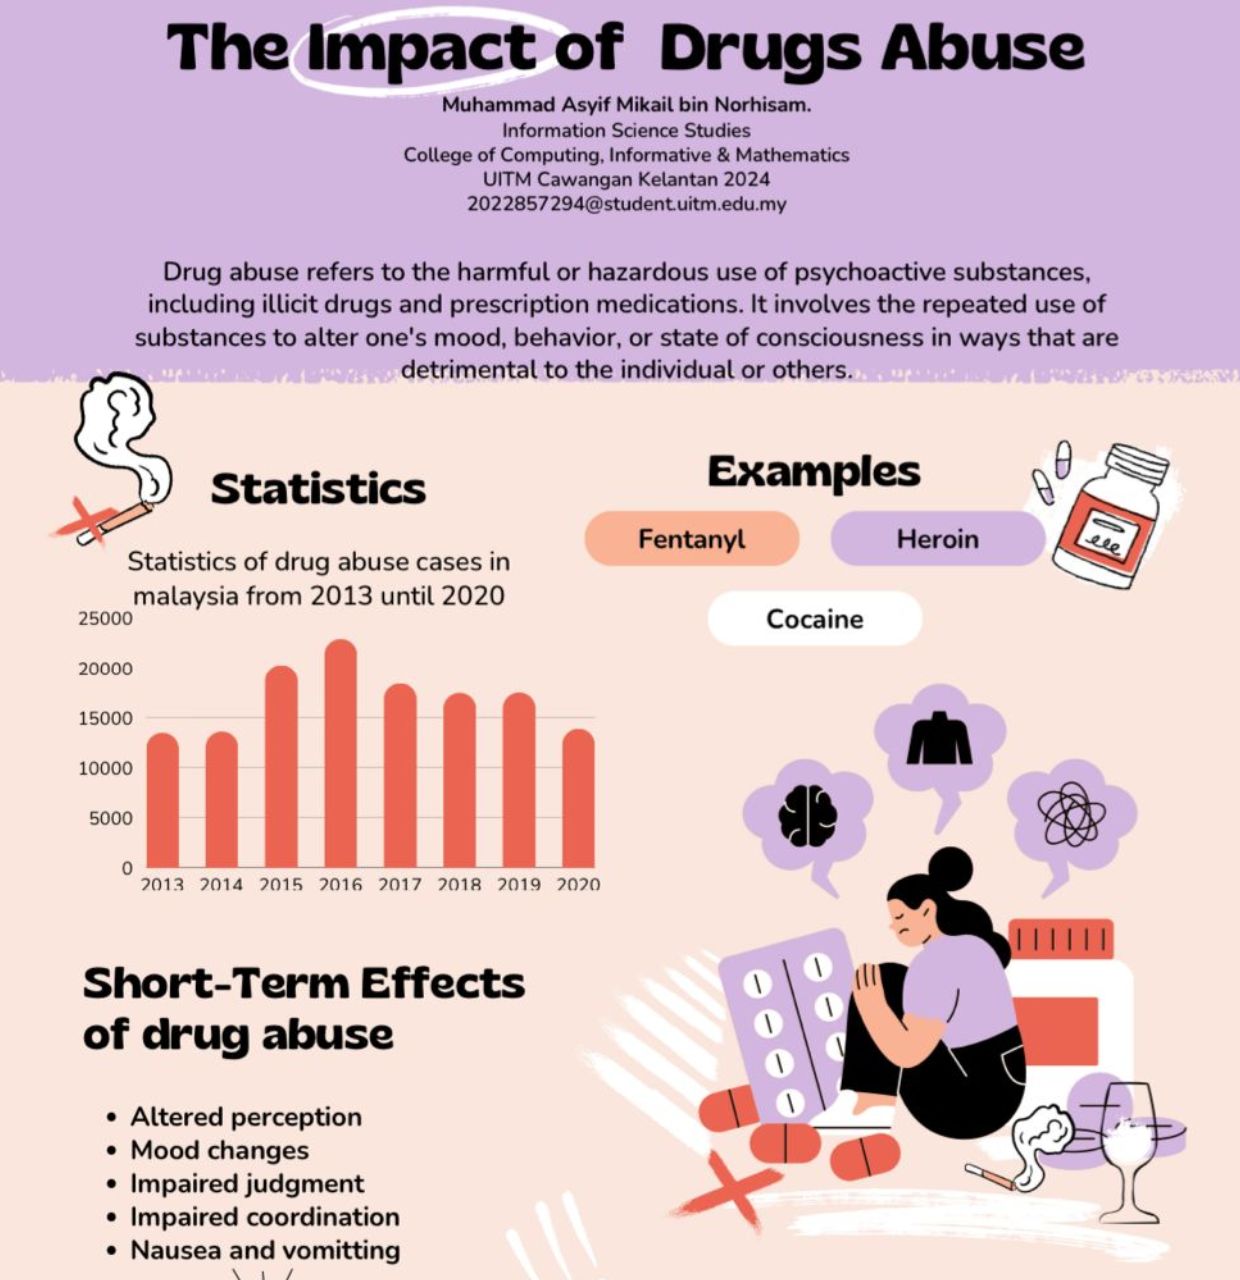 The Impact of Drugs Abuse
Muhammad Asyif Mikail bin Norhisam.
Information Science Studies
College of Computing, Informative & Mathematics
UITM Cawangan Kelantan 2024
2022857294@student.uitm.edu.my
Drug abuse refers to the harmful or hazardous use of psychoactive substances,
including illicit drugs and prescription medications. It involves the repeated use of
substances to alter one's mood, behavior, or state of consciousness in ways that are
detrimental to the individual or others.
Statistics
Statistics of drug abuse cases in
malaysia from 2013 until 2020
25000
20000
15000
10000
5000
0
2013 2014 2015 2016 2017 2018 2019 2020
Examples
Fentanyl
Heroin
Cocaine
Short-Term Effects
of drug abuse
• Altered perception
• Mood changes
• Impaired judgment
• Impaired coordination
• Nausea and vomitting